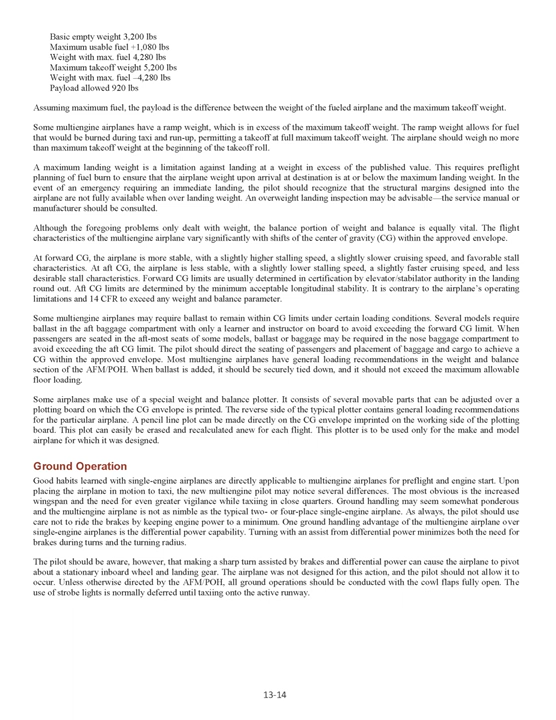 Basic empty weight 3,200 lbs
Maximum usable fuel +1,080 lbs
Weight with max. fuel 4,280 lbs
Maximum takeoff weight 5,200 lbs
Weight with max. fuel –4,280 lbs
Payload allowed 920 lbs
Assuming maximum fuel, the payload is the difference between the weight of the fueled airplane and the maximum takeoff weight.
Some multiengine airplanes have a ramp weight, which is in excess of the maximum takeoff weight. The ramp weight allows for fuel
that would be burned during taxi and run-up, permitting a takeoff at full maximum takeoff weight. The airplane should weigh no more
than maximum takeoff weight at the beginning of the takeoff roll.
A maximum landing weight is a limitation against landing at a weight in excess of the published value. This requires preflight
planning of fuel burn to ensure that the airplane weight upon arrival at destination is at or below the maximum landing weight. In the
event of an emergency requiring an immediate landing, the pilot should recognize that the structural margins designed into the
airplane are not fully available when over landing weight. An overweight landing inspection may be advisable—the service manual or
manufacturer should be consulted.
Although the foregoing problems only dealt with weight, the balance portion of weight and balance is equally vital. The flight
characteristics of the multiengine airplane vary significantly with shifts of the center of gravity (CG) within the approved envelope.
At forward CG, the airplane is more stable, with a slightly higher stalling speed, a slightly slower cruising speed, and favorable stall
characteristics. At aft CG, the airplane is less stable, with a slightly lower stalling speed, a slightly faster cruising speed, and less
desirable stall characteristics. Forward CG limits are usually determined in certification by elevator/stabilator authority in the landing
round out. Aft CG limits are determined by the minimum acceptable longitudinal stability. It is contrary to the airplane's operating
limitations and 14 CFR to exceed any weight and balance parameter.
Some multiengine airplanes may require ballast to remain within CG limits under certain loading conditions. Several models require
ballast in the aft baggage compartment with only a learner and instructor on board to avoid exceeding the forward CG limit. When
passengers are seated in the aft-most seats of some models, ballast or baggage may be required in the nose baggage compartment to
avoid exceeding the aft CG limit. The pilot should direct the seating of passengers and placement of baggage and cargo to achieve a
CG within the approved envelope. Most multiengine airplanes have general loading recommendations in the weight and balance
section of the AFM/POH. When ballast is added, it should be securely tied down, and it should not exceed the maximum allowable
floor loading.
Some airplanes make use of a special weight and balance plotter. It consists of several movable parts that can be adjusted over a
plotting board on which the CG envelope is printed. The reverse side of the typical plotter contains general loading recommendations
for the particular airplane. A pencil line plot can be made directly on the CG envelope imprinted on the working side of the plotting
board. This plot can easily be erased and recalculated anew for each flight. This plotter is to be used only for the make and model
airplane for which it was designed.
Ground Operation
Good habits learned with single-engine airplanes are directly applicable to multiengine airplanes for preflight and engine start. Upon
placing the airplane in motion to taxi, the new multiengine pilot may notice several differences. The most obvious is the increased
wingspan and the need for even greater vigilance while taxiing in close quarters. Ground handling may seem somewhat ponderous
and the multiengine airplane is not as nimble as the typical two- or four-place single-engine airplane. As always, the pilot should use
care not to ride the brakes by keeping engine power to a minimum. One ground handling advantage of the multiengine airplane over
single-engine airplanes is the differential power capability. Turning with an assist from differential power minimizes both the need for
brakes during turns and the turning radius.
The pilot should be aware, however, that making a sharp turn assisted by brakes and differential power can cause the airplane to pivot
about a stationary inboard wheel and landing gear. The airplane was not designed for this action, and the pilot should not allow it to
occur. Unless otherwise directed by the AFM/POH, all ground operations should be conducted with the cowl flaps fully open. The
use of strobe lights is normally deferred until taxiing onto the active runway.
13-14